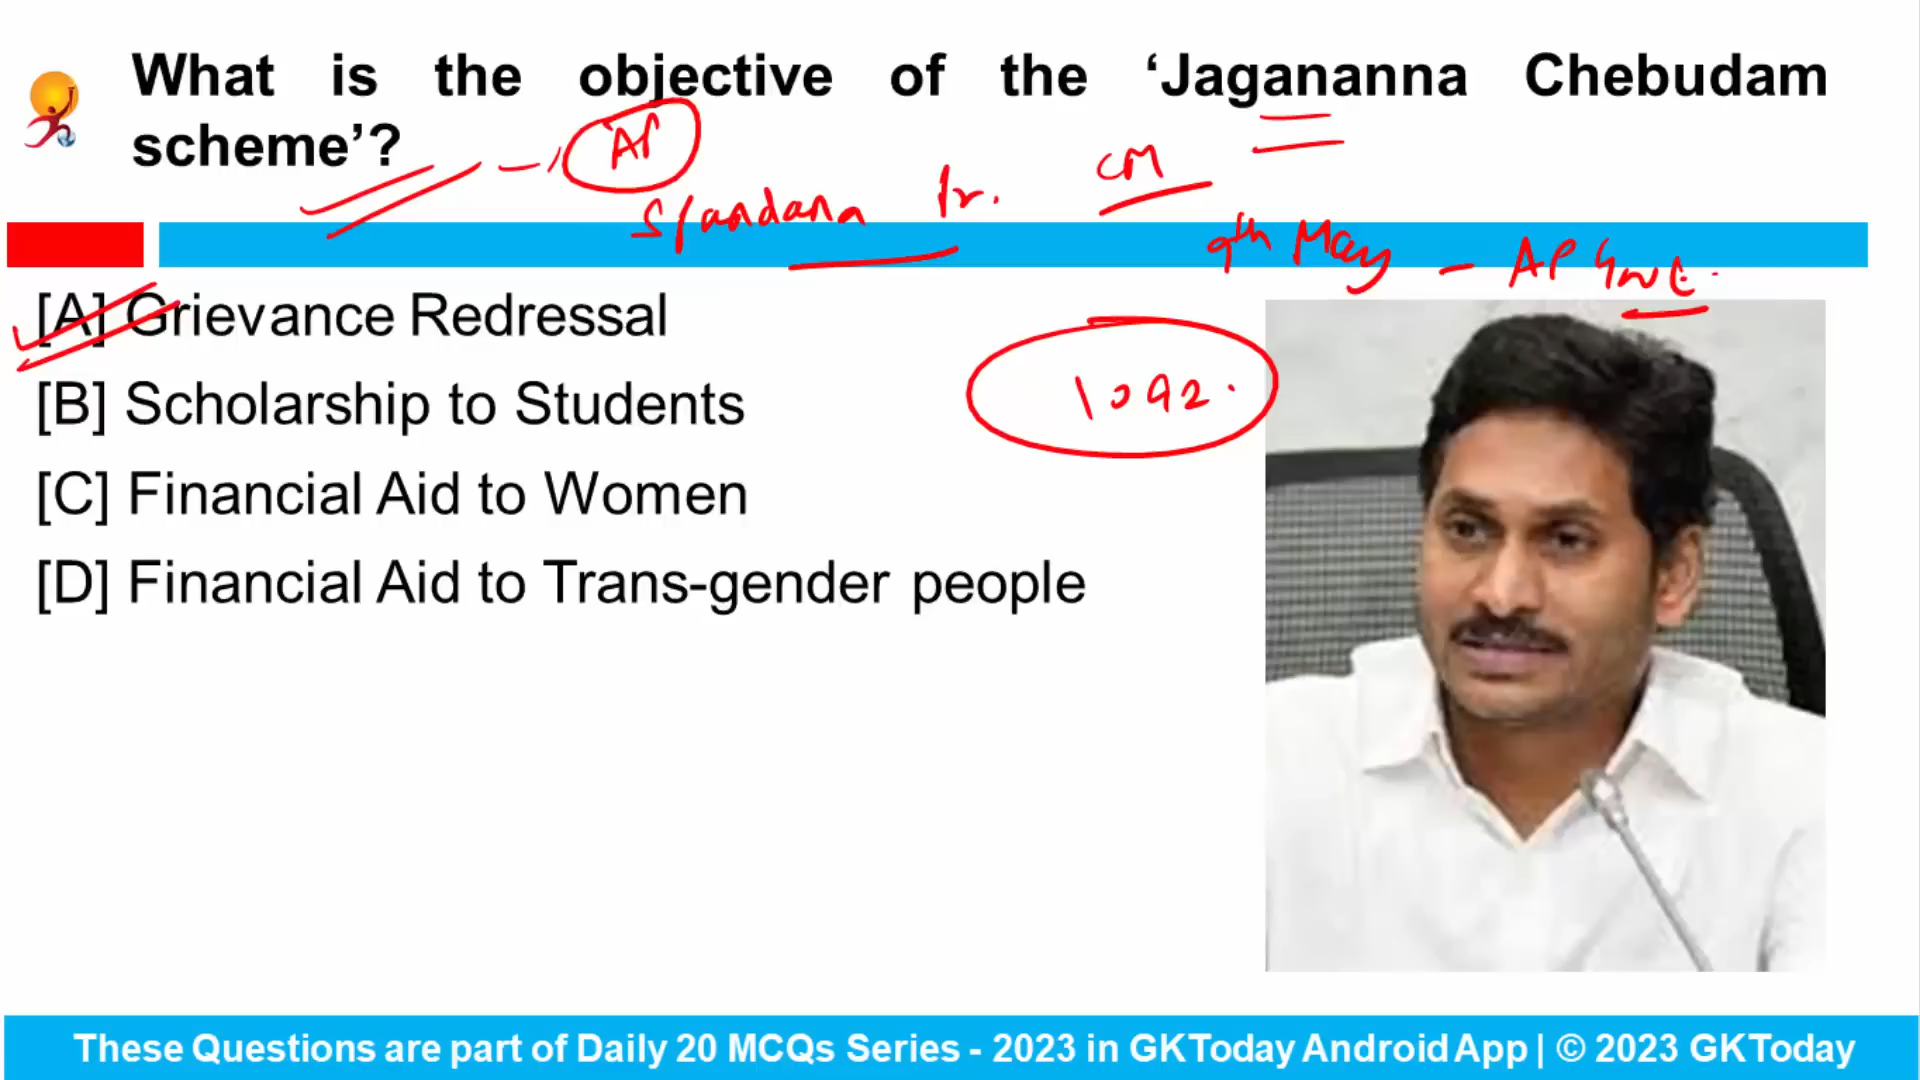 What is the objective of the ‘Jagananna Chebudam
scheme’?
AP
Spandana Pr.
CM
9th May - AP Govt.
[A] Grievance Redressal
1092.
[B] Scholarship to Students
[C] Financial Aid to Women
[D] Financial Aid to Trans-gender people
These Questions are part of Daily 20 MCQs Series - 2023 in GKToday Android App | © 2023 GKToday